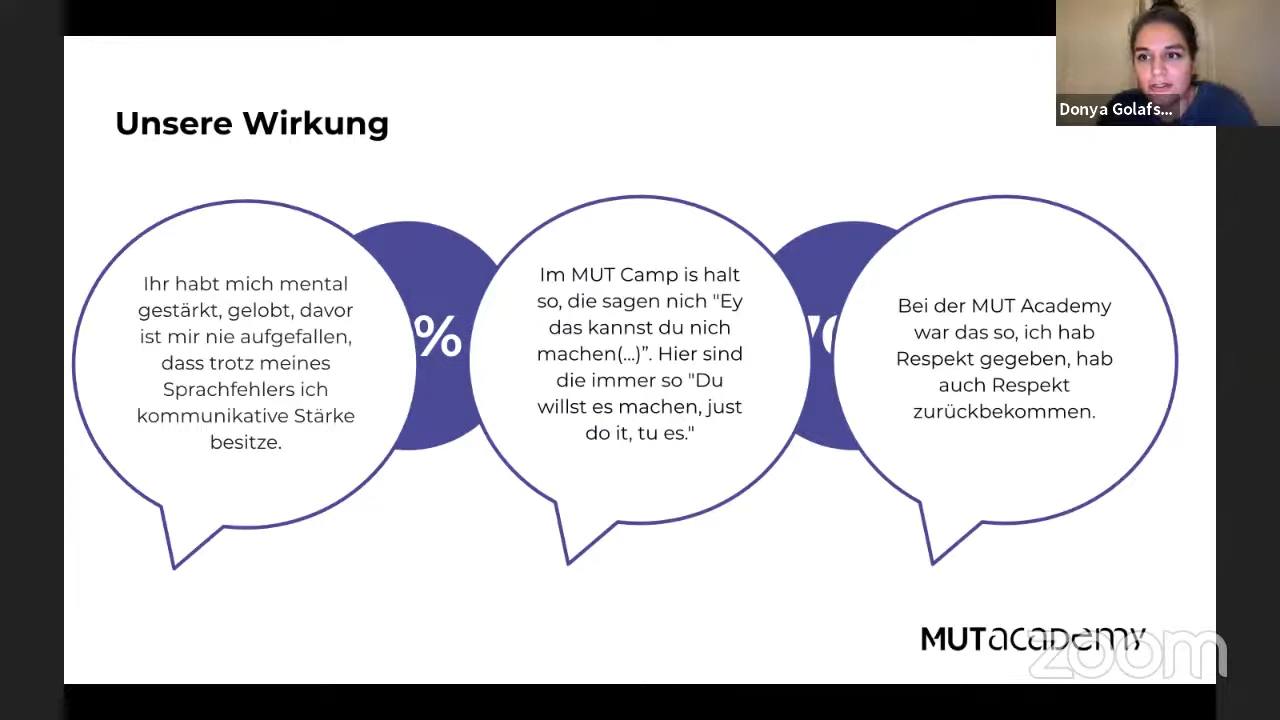 Donya Golafs...
Unsere Wirkung
Ihr habt mich mental
gestärkt, gelobt, davor
ist mir nie aufgefallen,
dass trotz meines
Sprachfehlers ich
kommunikative Stärke
besitze.
%
Im MUT Camp is halt
so, die sagen nich "Ey
das kannst du nich
machen(...)”. Hier sind
die immer so "Du
willst es machen, just
do it, tu es."
Bei der MUT Academy
war das so, ich hab
Respekt gegeben, hab
auch Respekt
zurückbekommen.
MUTacademy
zoom